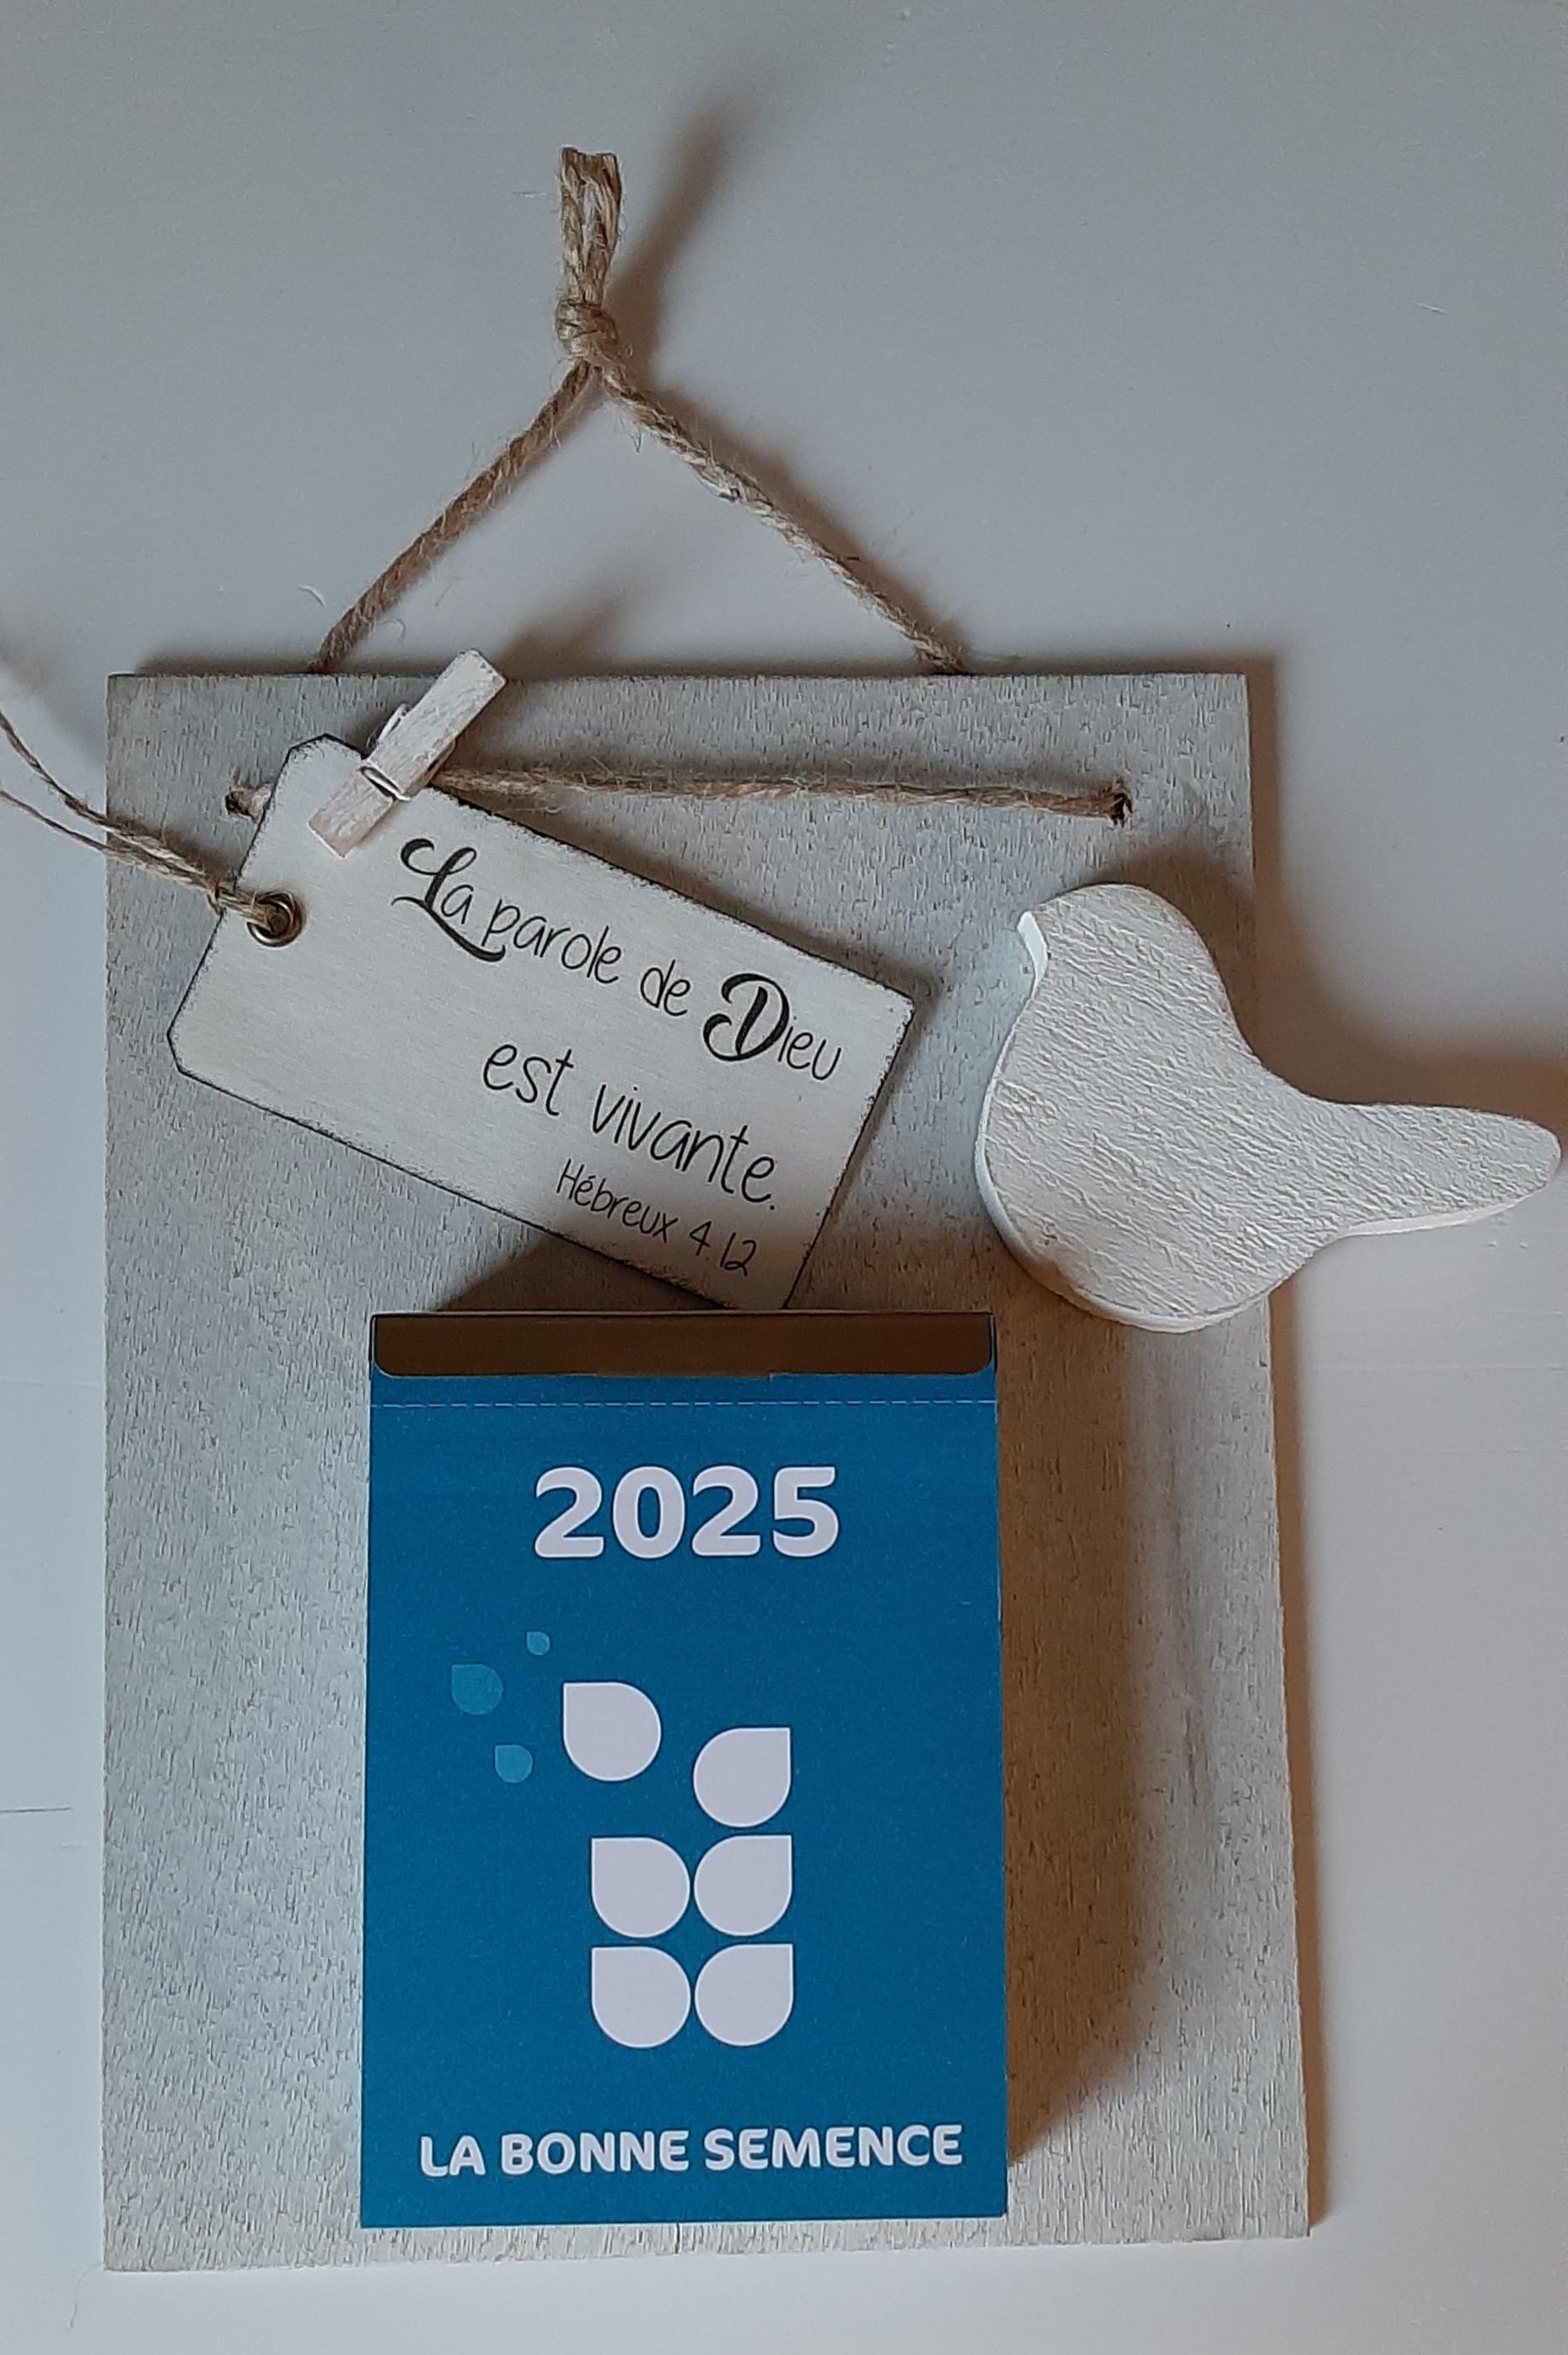 La parole de Dieu
est vivante.
Hébreux 4.12
2025
LA BONNE SEMENCE